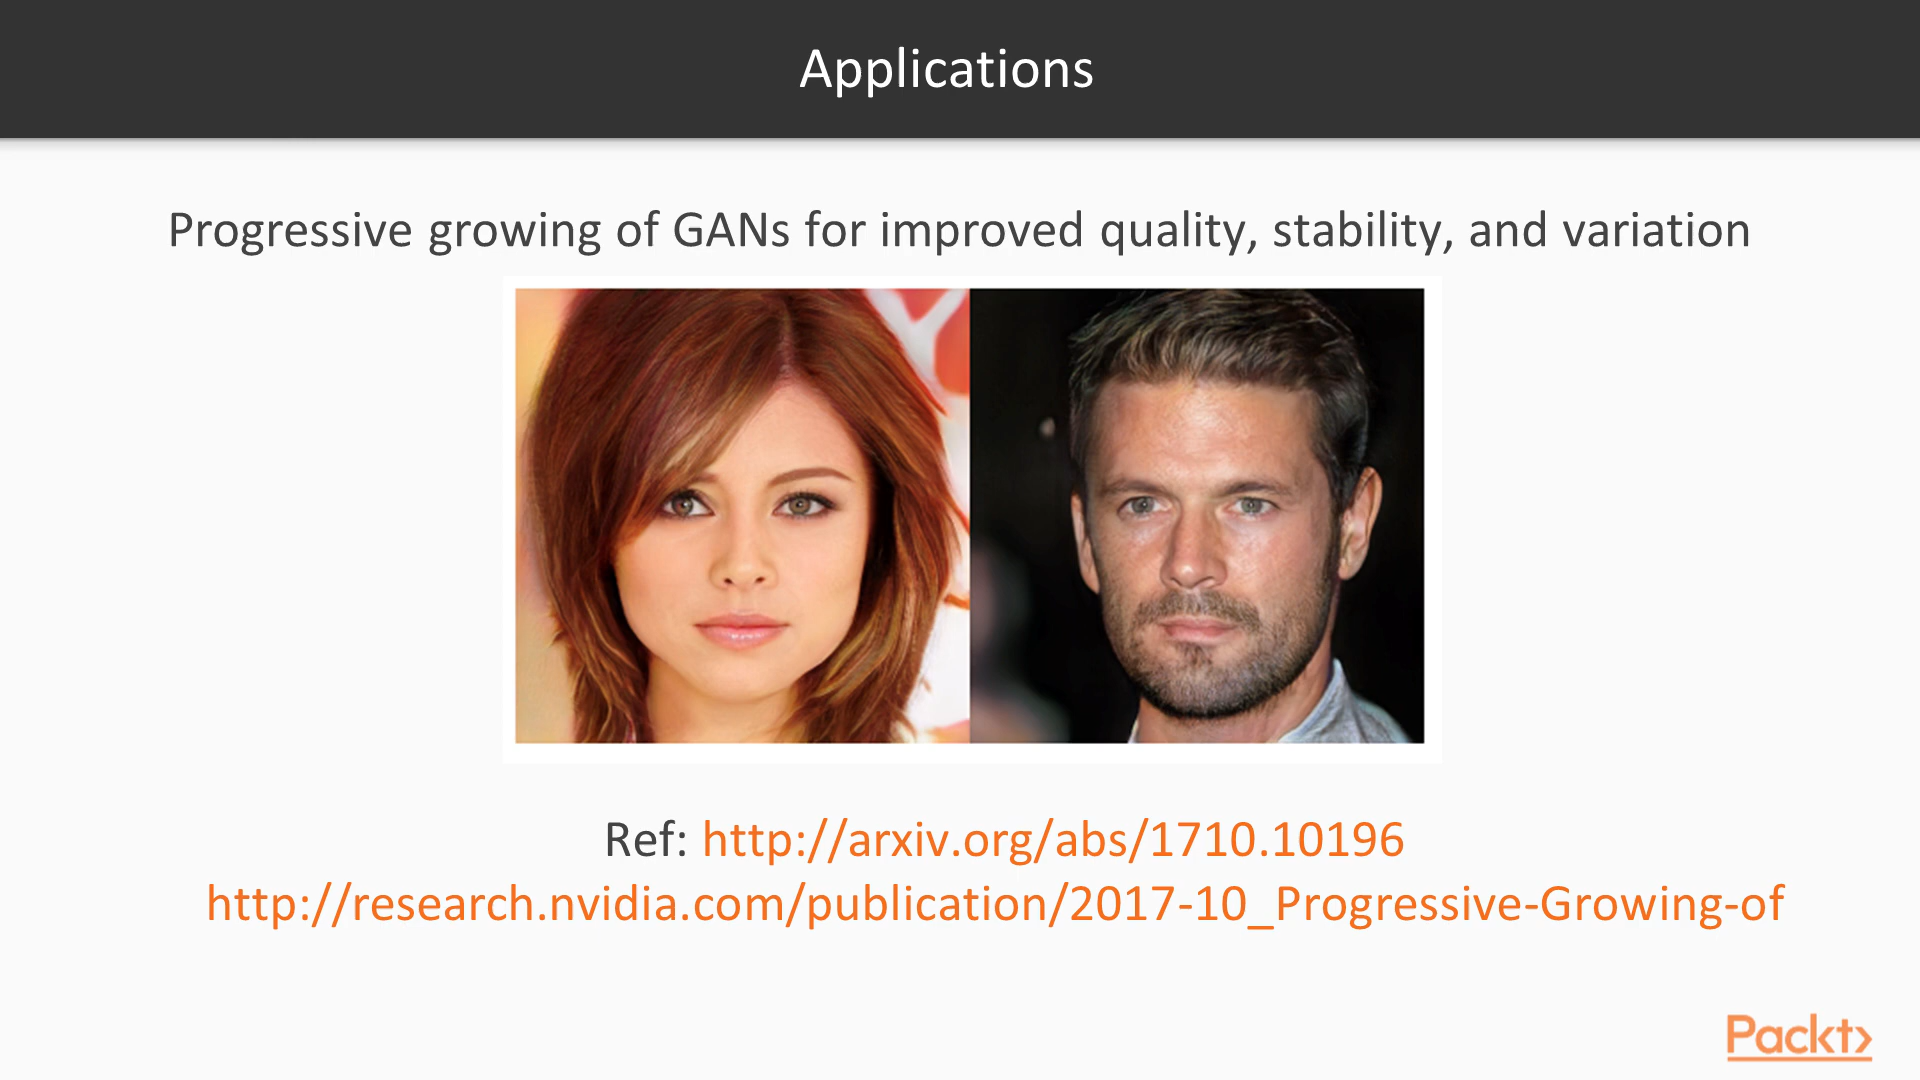 Applications
Progressive growing of GANs for improved quality, stability, and variation
Ref: http://arxiv.org/abs/1710.10196
http://research.nvidia.com/publication/2017-10_Progressive-Growing-of
Packt>